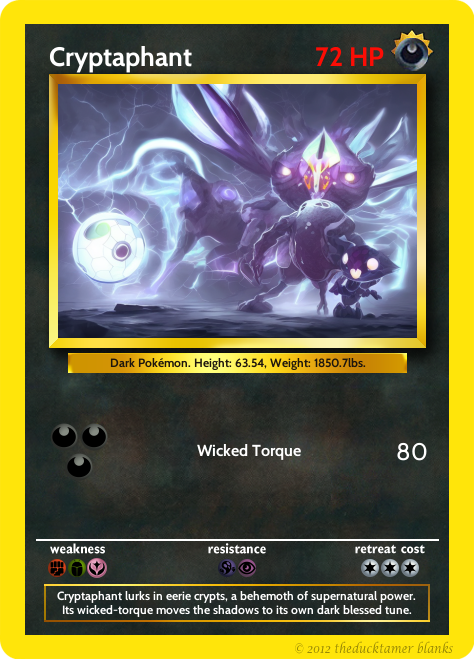 Cryptaphant 72 HP
Dark Pokémon. Height: 63.54, Weight: 1850.7lbs.
Wicked Torque 80
weakness resistance retreat cost
Cryptaphant lurks in eerie crypts, a behemoth of supernatural power.
Its wicked-torque moves the shadows to its own dark blessed tune.
© 2012 theducktamer blanks